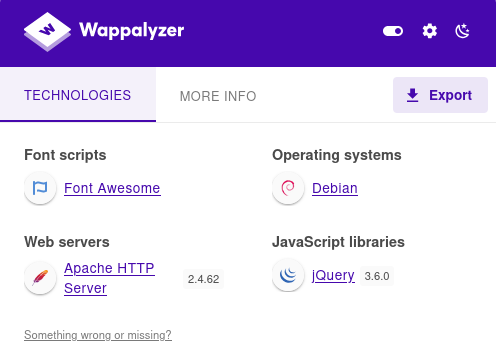 Wappalyzer
TECHNOLOGIES
MORE INFO
Export
Font scripts
Font Awesome
Operating systems
Debian
Web servers
Apache HTTP
Server
2.4.62
JavaScript libraries
jQuery
3.6.0
Something wrong or missing?